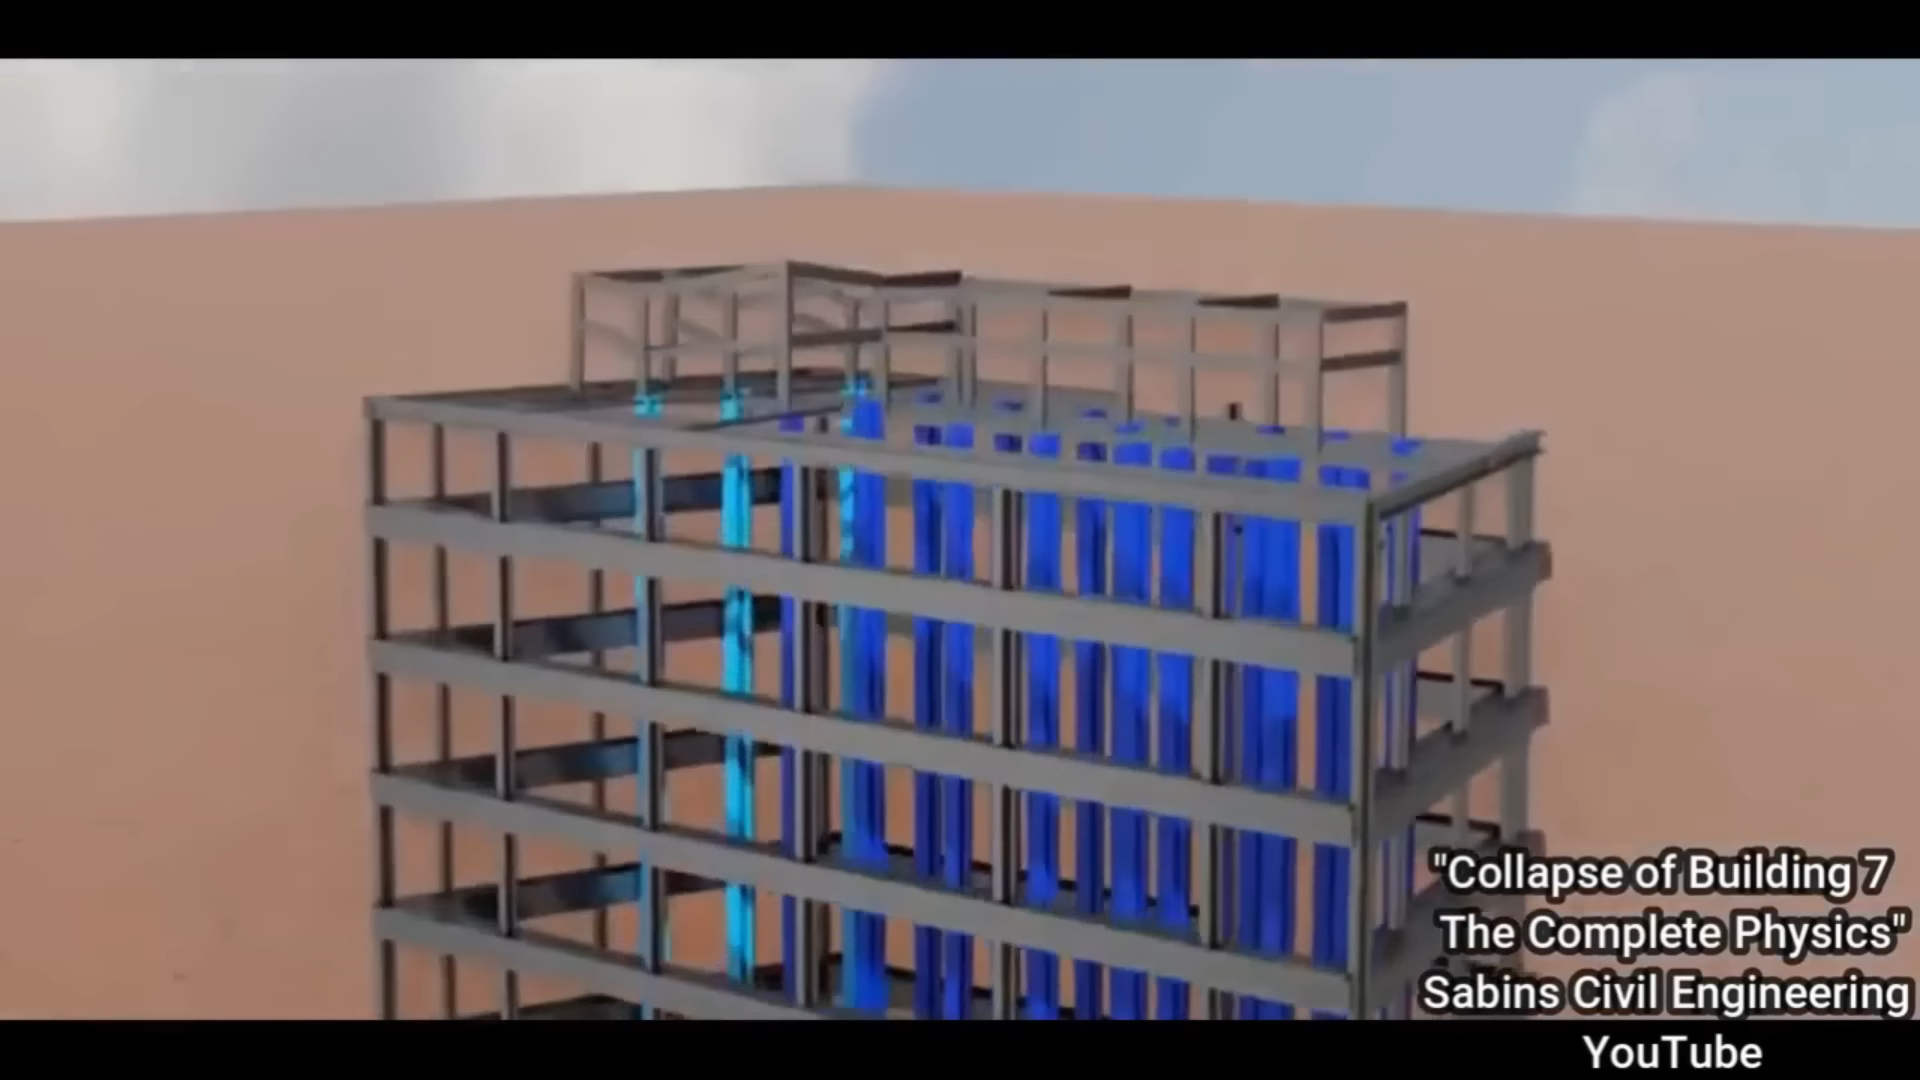 "Collapse of Building 7
The Complete Physics"
Sabins Civil Engineering
YouTube